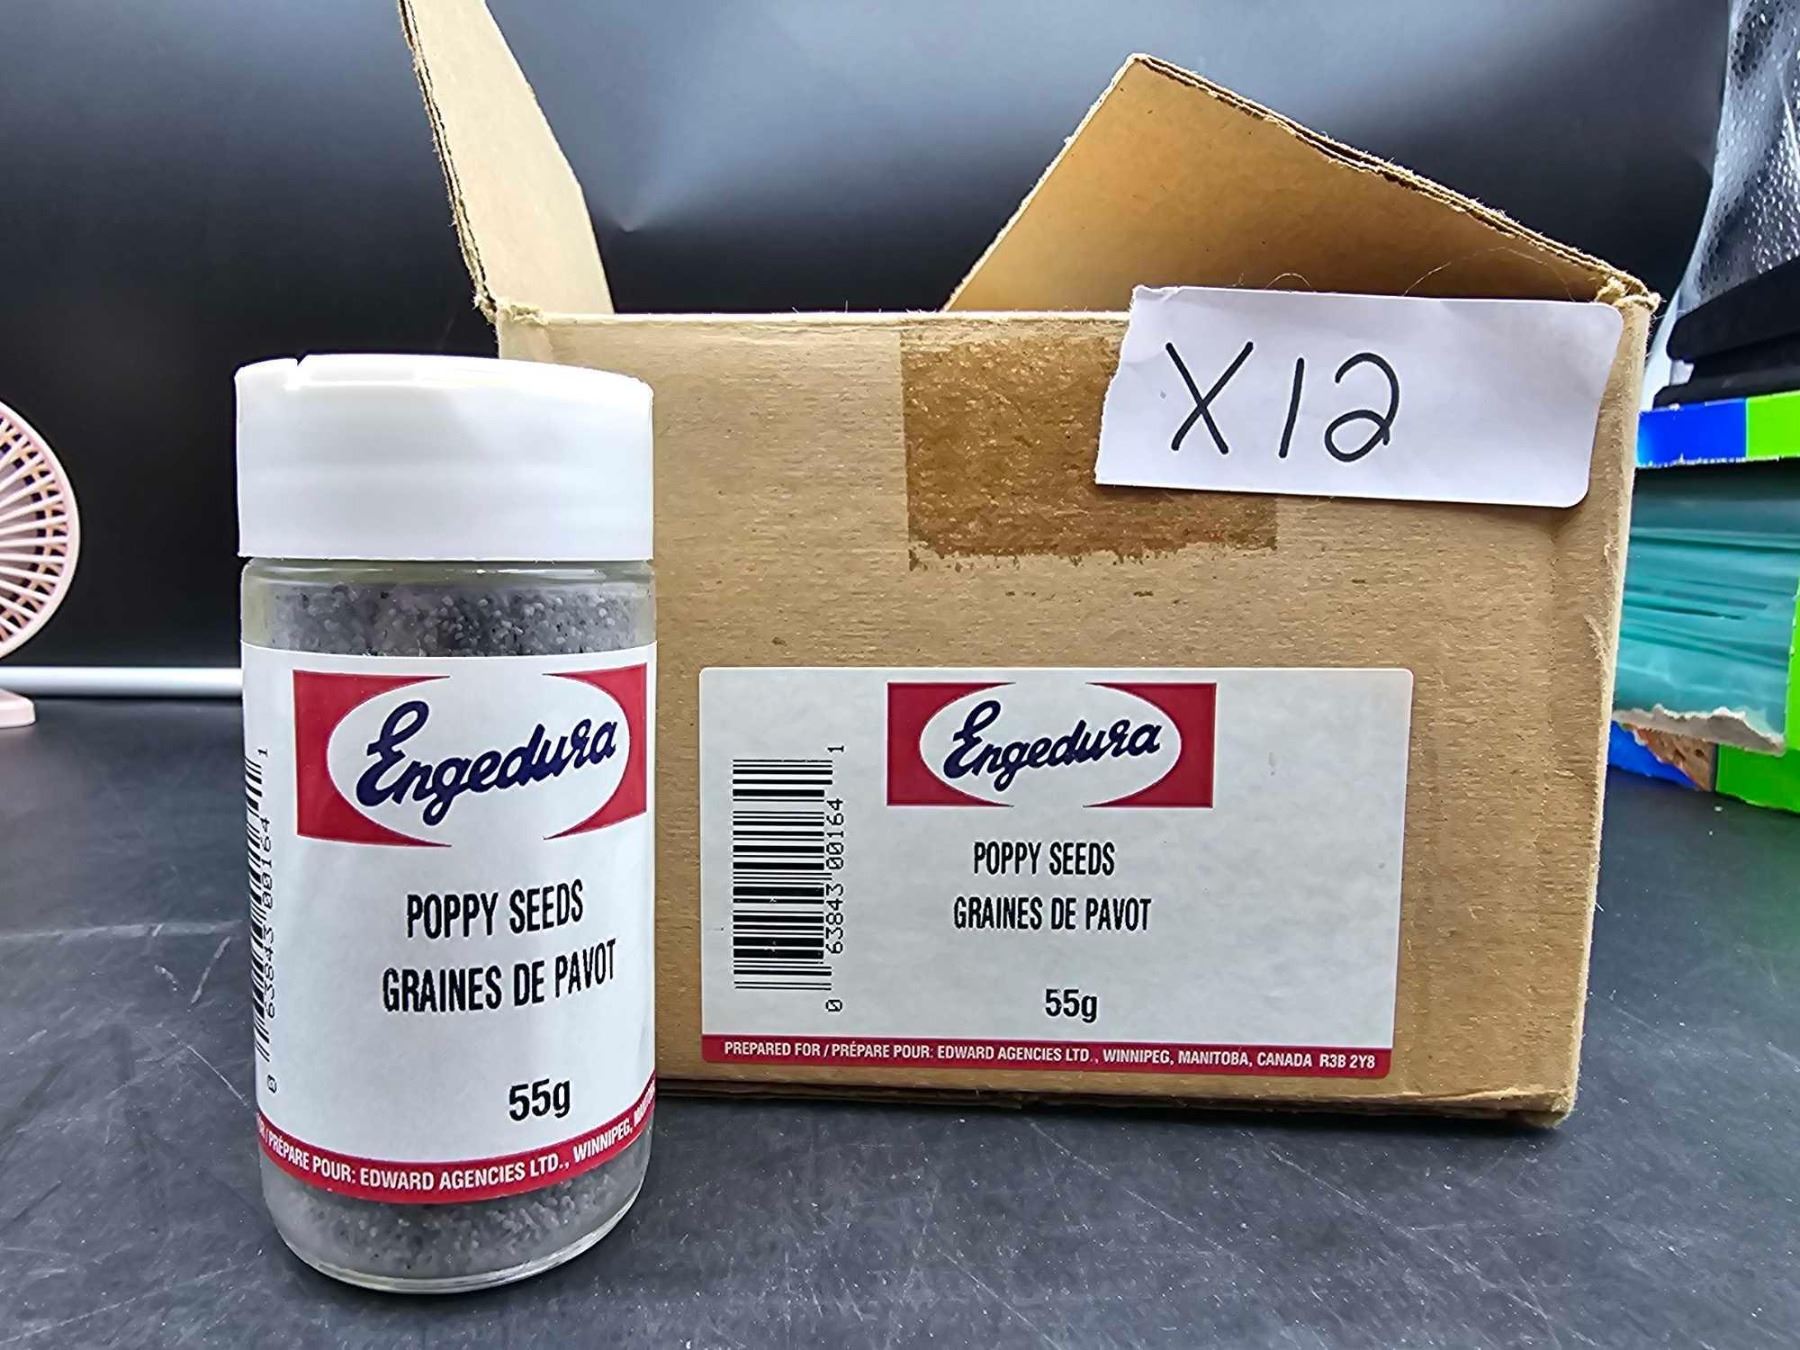 Engedura
POPPY SEEDS
GRAINES DE PAVOT
55g
/ PRÉPARE POUR: EDWARD AGENCIES LTD., WINNIPEG,
0 63843 00164 1
X12
Engedura
POPPY SEEDS
GRAINES DE PAVOT
55g
0 63843 00164 1
PREPARED FOR / PRÉPARE POUR: EDWARD AGENCIES LTD., WINNIPEG, MANITOBA, CANADA R3B 2Y8